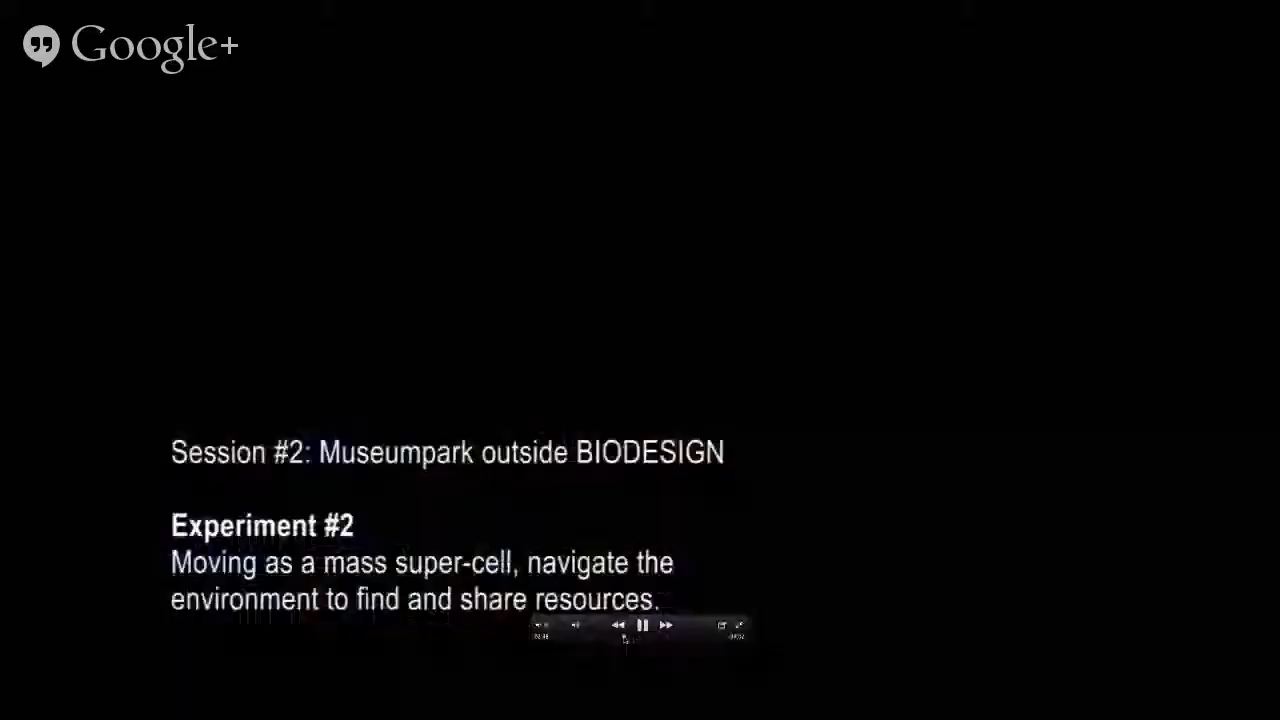 Google+
Session #2: Museumpark outside BIODESIGN
Experiment #2
Moving as a mass super-cell, navigate the
environment to find and share resources.